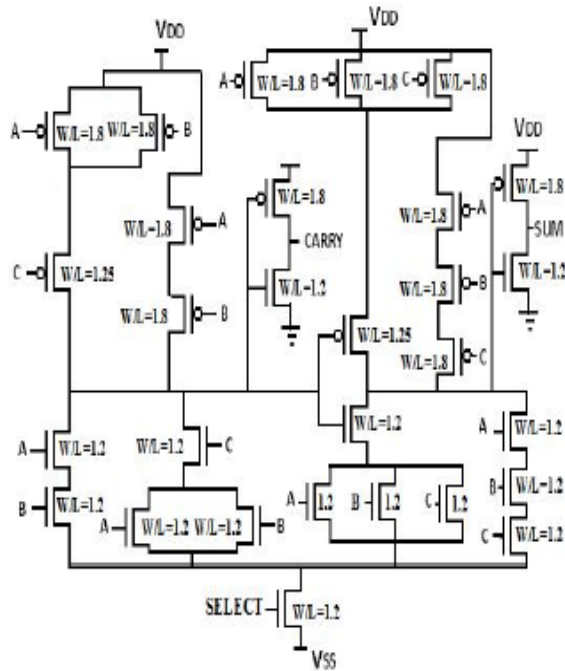 VDD
VDD
A W/L=1.8 W/L=1.8 B
A W/L=1.8 B W/L=1.8 C W/L=1.8
VDD
W/L=1.8 A
W/L=1.8 CARRY
W/L=1.8 A
W/L=1.8 SUM
C W/L=1.25
W/L=1.2
W/L=1.2
W/L=1.8 B
W/L=1.25
W/L=1.8 B
W/L=1.8 C
W/L=1.2
A W/L=1.2
W/L=1.2 C
A W/L=1.2
B W/L=1.2
A W/L=1.2 W/L=1.2 B
A 1.2 B 1.2 C 1.2
B W/L=1.2
C W/L=1.2
SELECT W/L=1.2
VSS